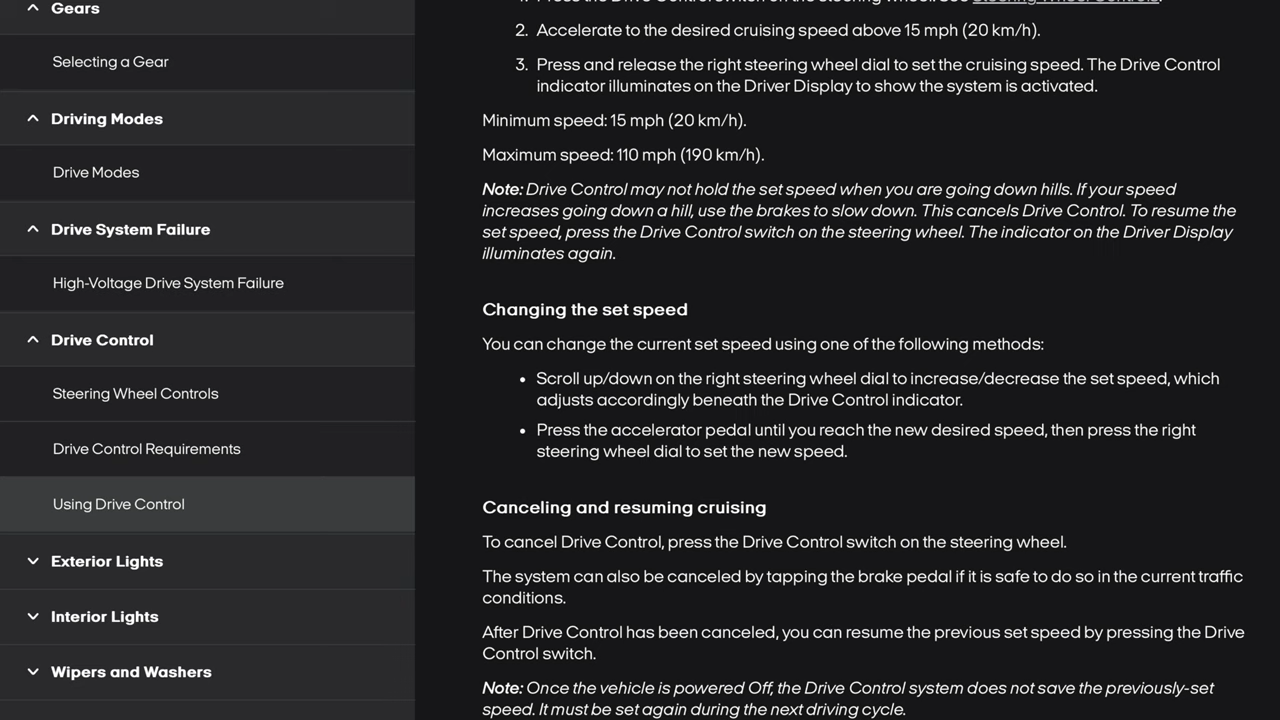 Gears
Selecting a Gear
Driving Modes
Drive Modes
Drive System Failure
High-Voltage Drive System Failure
Drive Control
Steering Wheel Controls
Drive Control Requirements
Using Drive Control
Exterior Lights
Interior Lights
Wipers and Washers
2. Accelerate to the desired cruising speed above 15 mph (20 km/h).
3. Press and release the right steering wheel dial to set the cruising speed. The Drive Control
indicator illuminates on the Driver Display to show the system is activated.
Minimum speed: 15 mph (20 km/h).
Maximum speed: 110 mph (190 km/h).
Note: Drive Control may not hold the set speed when you are going down hills. If your speed
increases going down a hill, use the brakes to slow down. This cancels Drive Control. To resume the
set speed, press the Drive Control switch on the steering wheel. The indicator on the Driver Display
illuminates again.
Changing the set speed
You can change the current set speed using one of the following methods:
• Scroll up/down on the right steering wheel dial to increase/decrease the set speed, which
adjusts accordingly beneath the Drive Control indicator.
• Press the accelerator pedal until you reach the new desired speed, then press the right
steering wheel dial to set the new speed.
Canceling and resuming cruising
To cancel Drive Control, press the Drive Control switch on the steering wheel.
The system can also be canceled by tapping the brake pedal if it is safe to do so in the current traffic
conditions.
After Drive Control has been canceled, you can resume the previous set speed by pressing the Drive
Control switch.
Note: Once the vehicle is powered Off, the Drive Control system does not save the previously-set
speed. It must be set again during the next driving cycle.